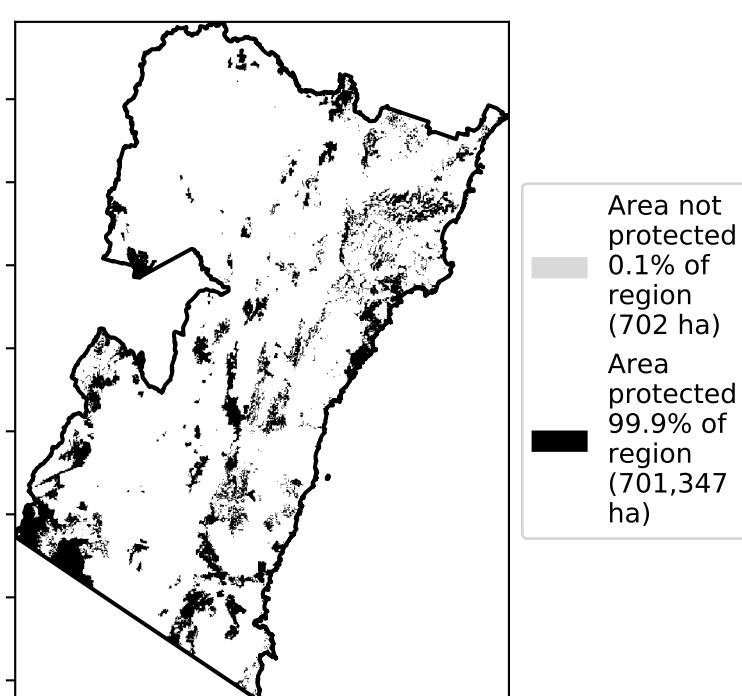 Area not
protected
0.1% of
region
(702 ha)
Area
protected
99.9% of
region
(701,347
ha)